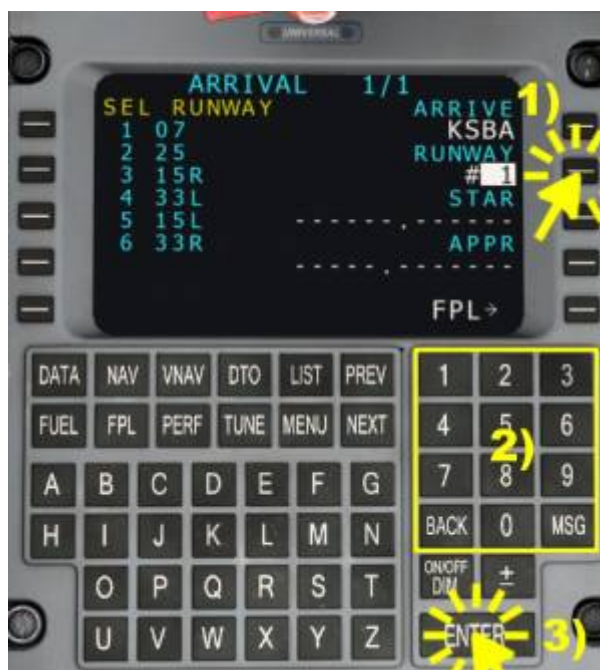 UNIVERSAL
ARRIVAL 1/1
SEL RUNWAY
ARRIVE
1 07
KSBA
2 25
RUNWAY
3 15R
# 1
4 33L
STAR
5 15L
------.------
6 33R
APPR
-----.-------
FPL→
1)
DATA NAV VNAV DTO LIST PREV
FUEL FPL PERF TUNE MENU NEXT
A B C D E F G
H I J K L M N
O P Q R S T
U V W X Y Z
1 2 3
4 5 6
7 8 9
BACK 0 MSG
2)
ON/OFF DIM ±
ENTER
3)